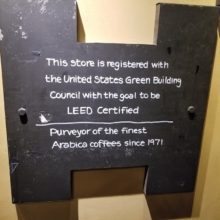 This store is registered with
the United States Green Building
Council with the goal to be
LEED Certified
Purveyor of the finest
Arabica coffees since 1971